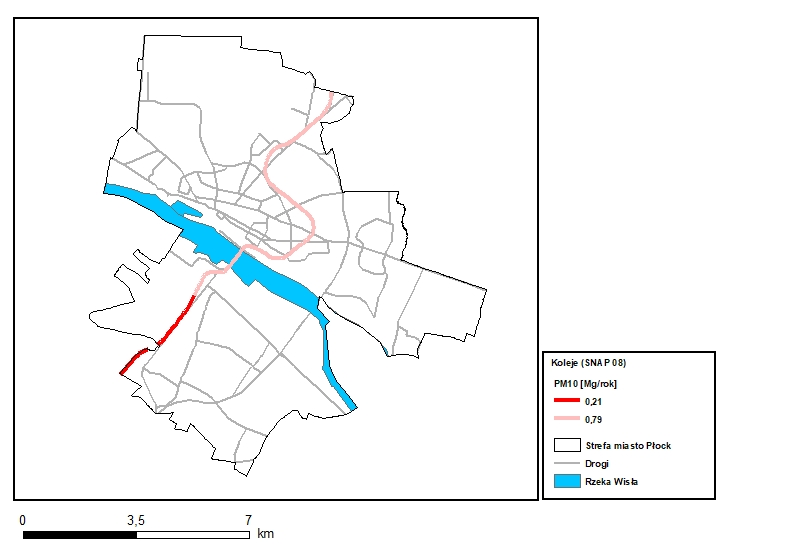 Koleje (SNAP 08)
PM10 [Mg/rok]
0,21
0,79
Strefa miasto Płock
Drogi
Rzeka Wisła
0 3,5 7
km